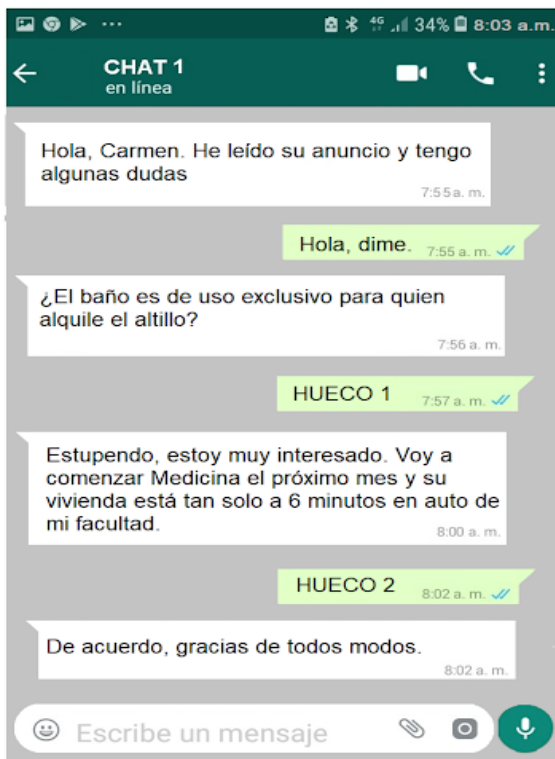 4G 34% 8:03 a.m.
CHAT 1
en línea
Hola, Carmen. He leído su anuncio y tengo
algunas dudas
7:55 a. m.
Hola, dime. 7:55 a. m.
¿El baño es de uso exclusivo para quien
alquile el altillo?
7:56 a. m.
HUECO 1 7:57 a. m.
Estupendo, estoy muy interesado. Voy a
comenzar Medicina el próximo mes y su
vivienda está tan solo a 6 minutos en auto de
mi facultad.
8:00 a. m.
HUECO 2 8:02 a. m.
De acuerdo, gracias de todos modos.
8:02 a. m.
Escribe un mensaje